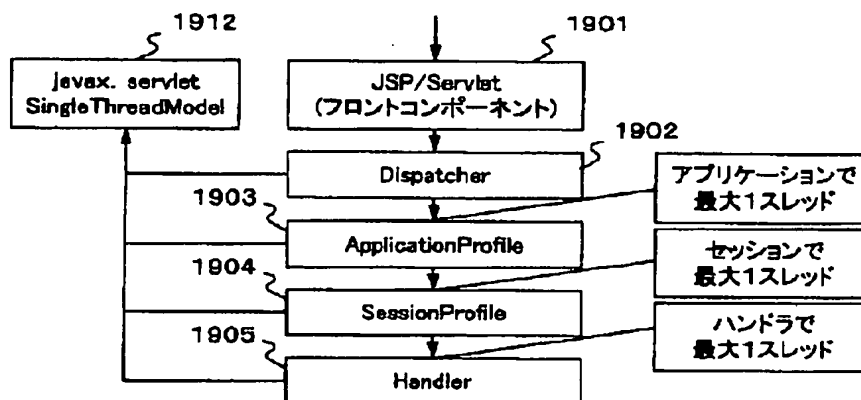 1912
javax. servlet
SingleThreadModel
1901
JSP/Servlet
(フロントコンポーネント)
1902
Dispatcher
アプリケーションで
最大1スレッド
1903
ApplicationProfile
セッションで
最大1スレッド
1904
SessionProfile
ハンドラで
最大1スレッド
1905
Handler